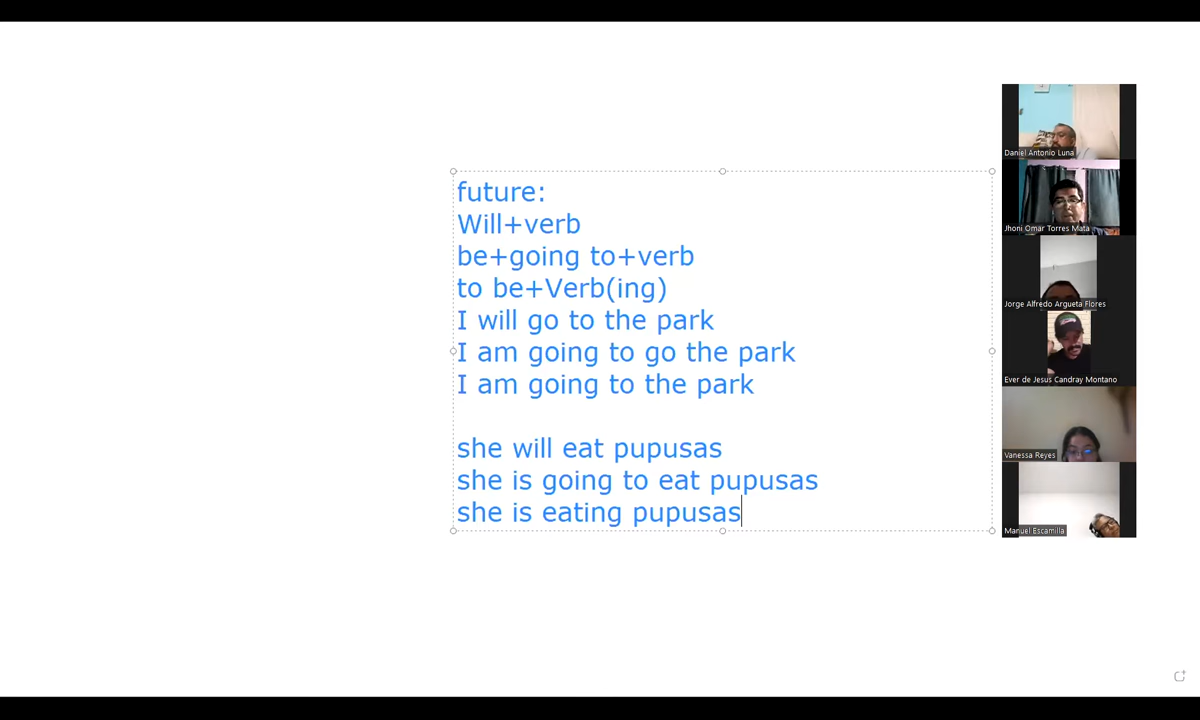 future:
Will+verb
be+going to+verb
to be+Verb(ing)
I will go to the park
I am going to go the park
I am going to the park
she will eat pupusas
she is going to eat pupusas
she is eating pupusas
Daniel Antonio Luna
Jhoni Omar Torres Mata
Jorge Alfredo Argueta Flores
Ever de Jesus Candray Montano
Vanessa Reyes
Manuel Escamilla